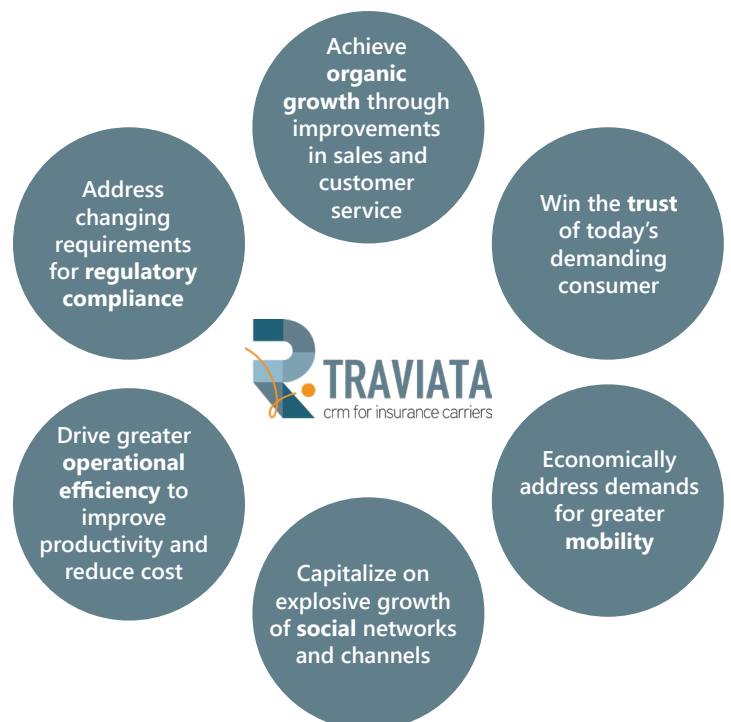 Achieve
organic
growth through
improvements
in sales and
customer
service
Address
changing
requirements
for regulatory
compliance
Win the trust
of today's
demanding
consumer
TRAVIATA
crm for insurance carriers
Drive greater
operational
efficiency to
improve
productivity and
reduce cost
Economically
address demands
for greater
mobility
Capitalize on
explosive growth
of social networks
and channels